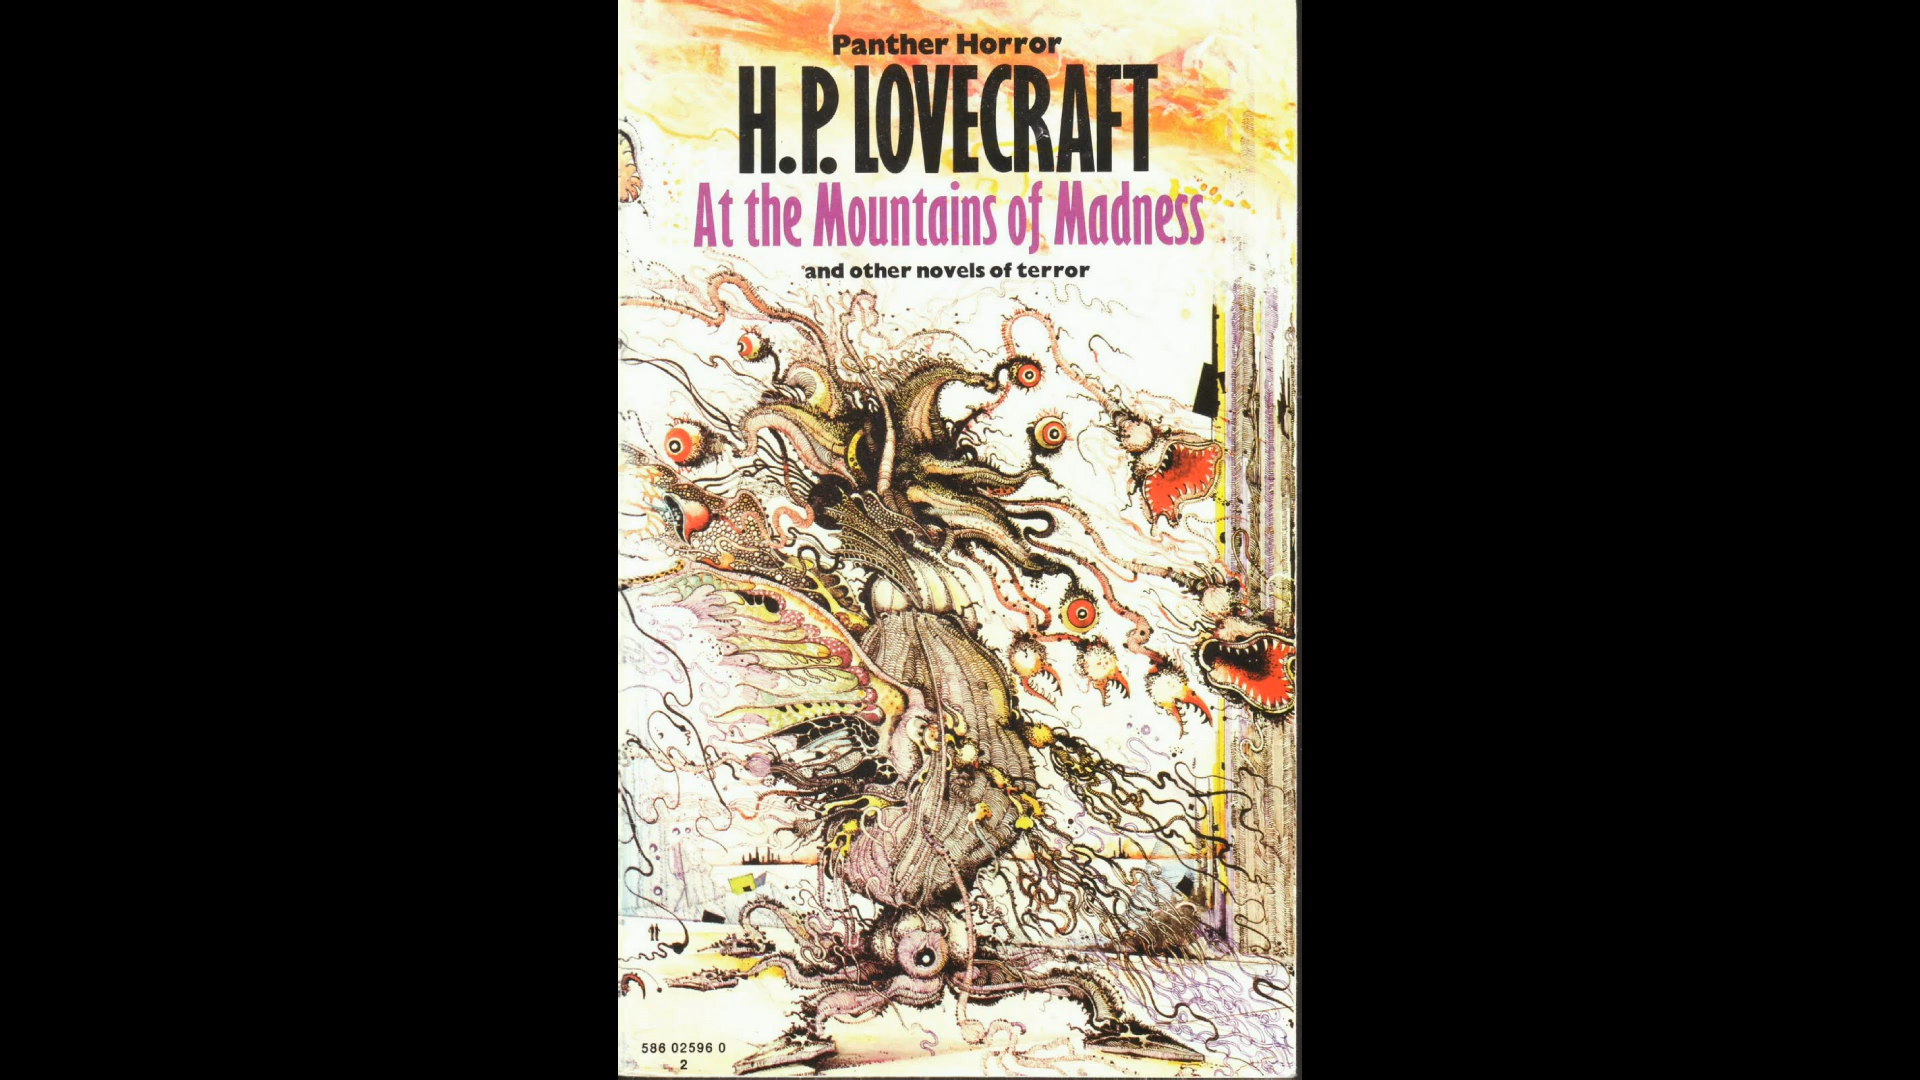 Panther Horror
H.P. LOVECRAFT
At the Mountains of Madness
and other novels of terror
586 02596 0
2